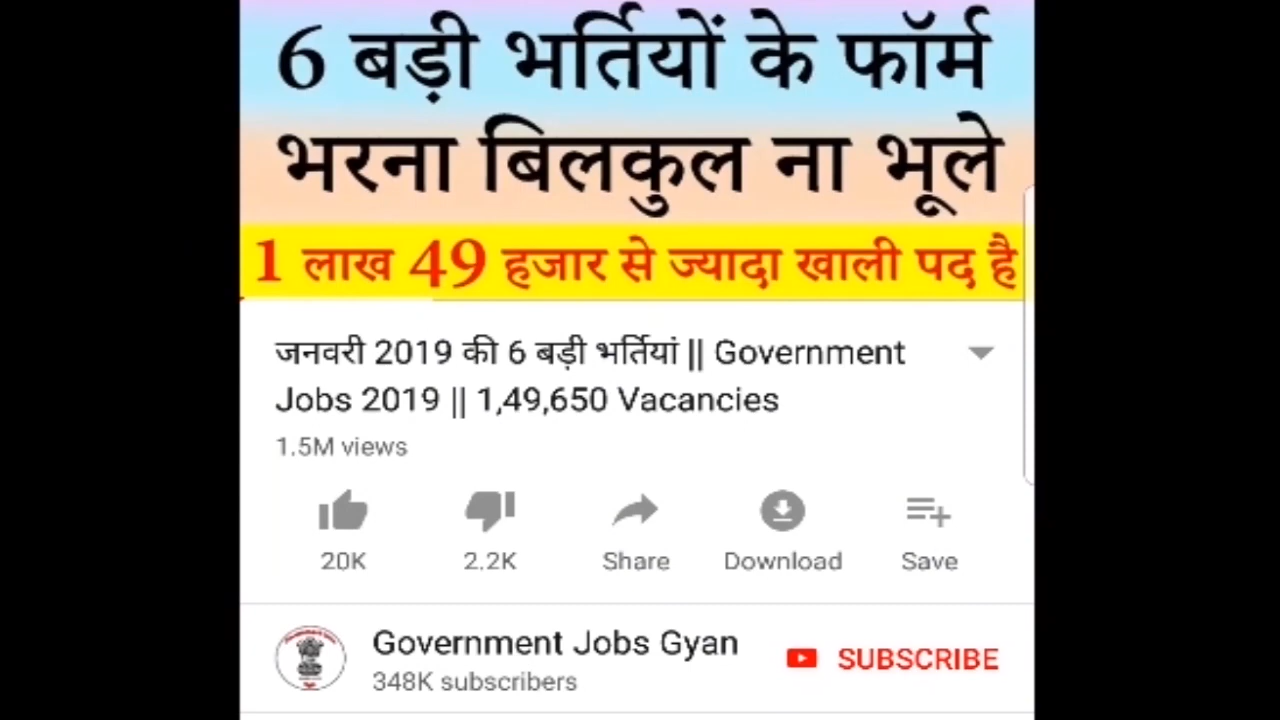 6 बड़ी भर्तियों के फॉर्म
भरना बिलकुल ना भूले
1 लाख 49 हजार से ज्यादा खाली पद है
जनवरी 2019 की 6 बड़ी भर्तियां || Government
Jobs 2019 || 1,49,650 Vacancies
1.5M views
20K 2.2K Share Download Save
Government Jobs Gyan
SUBSCRIBE
348K subscribers